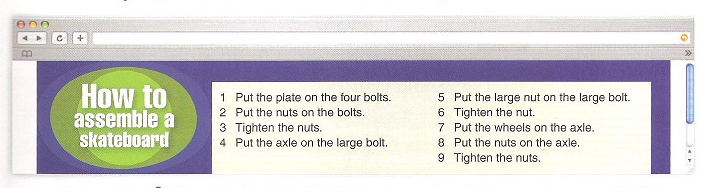 How to
assemble a
skateboard
1 Put the plate on the four bolts.
2 Put the nuts on the bolts.
3 Tighten the nuts.
4 Put the axle on the large bolt.
5 Put the large nut on the large bolt.
6 Tighten the nut.
7 Put the wheels on the axle.
8 Put the nuts on the axle.
9 Tighten the nuts.